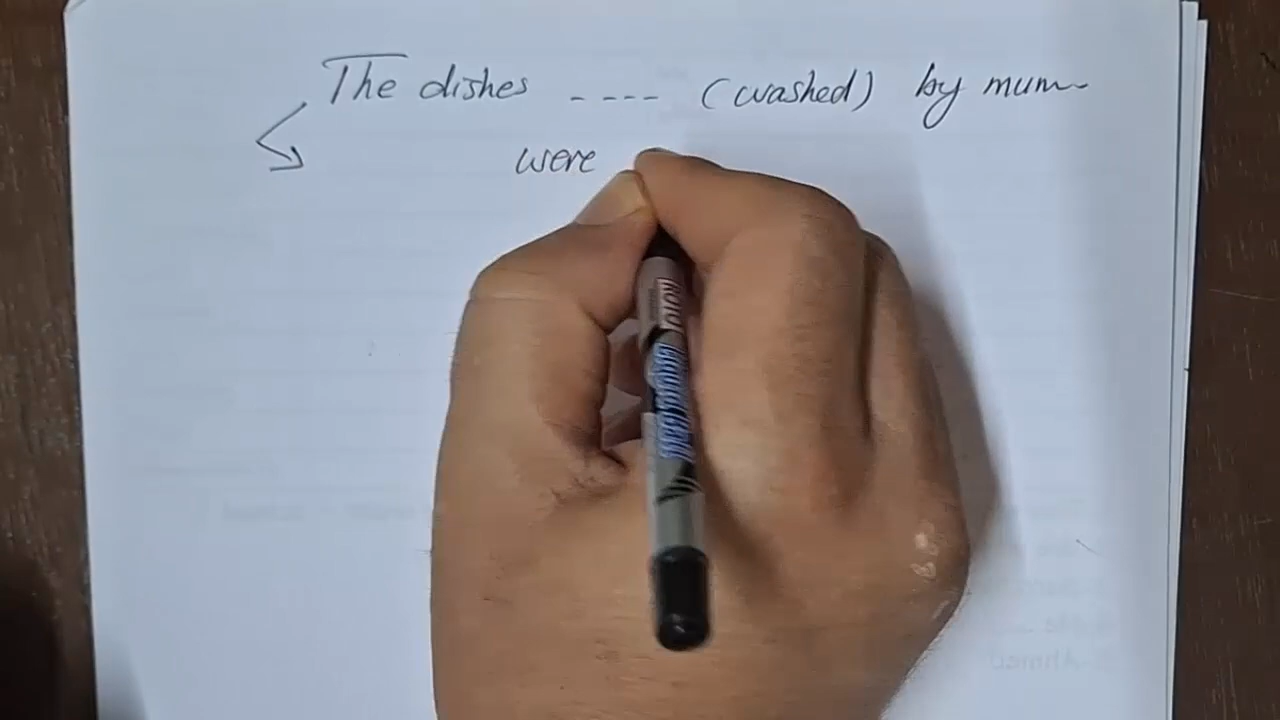 The dishes ---- (washed) by mum
were